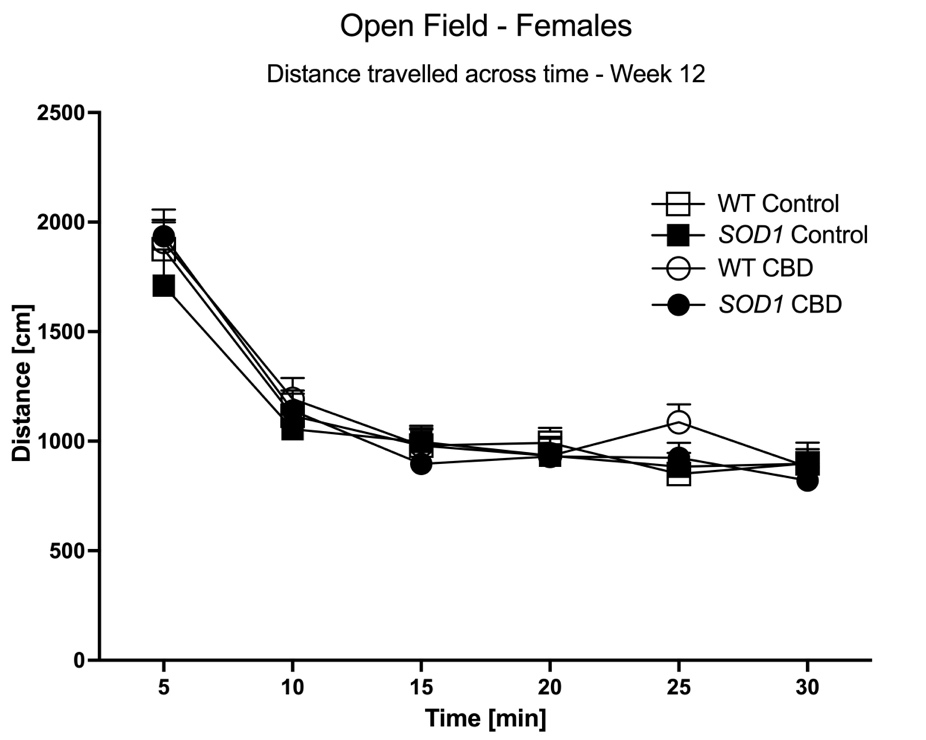 Open Field - Females
Distance travelled across time - Week 12
2500
2000
1500
1000
500
0
Distance [cm]
WT Control
SOD1 Control
WT CBD
SOD1 CBD
5 10 15 20 25 30
Time [min]